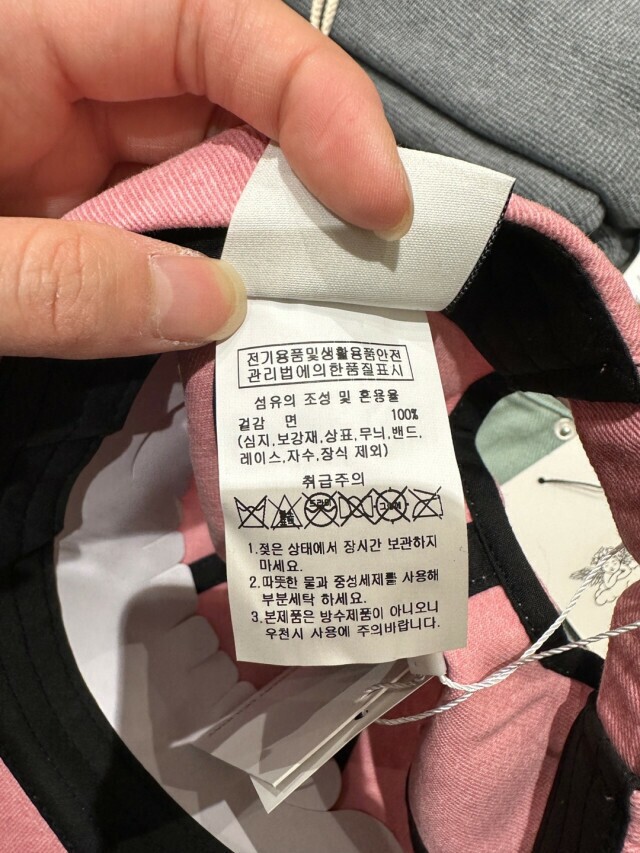 전기용품및생활용품안전
관리법에의한품질표시
섬유의 조성 및 혼용율
겉감 면 100%
(심지,보강재,상표,무늬,밴드,
레이스,자수,장식 제외)
취급주의
드라이
1.젖은 상태에서 장시간 보관하지
마세요.
2.따뜻한 물과 중성세제를 사용해
부분세탁 하세요.
3.본제품은 방수제품이 아니오니
우천시 사용에 주의바랍니다.